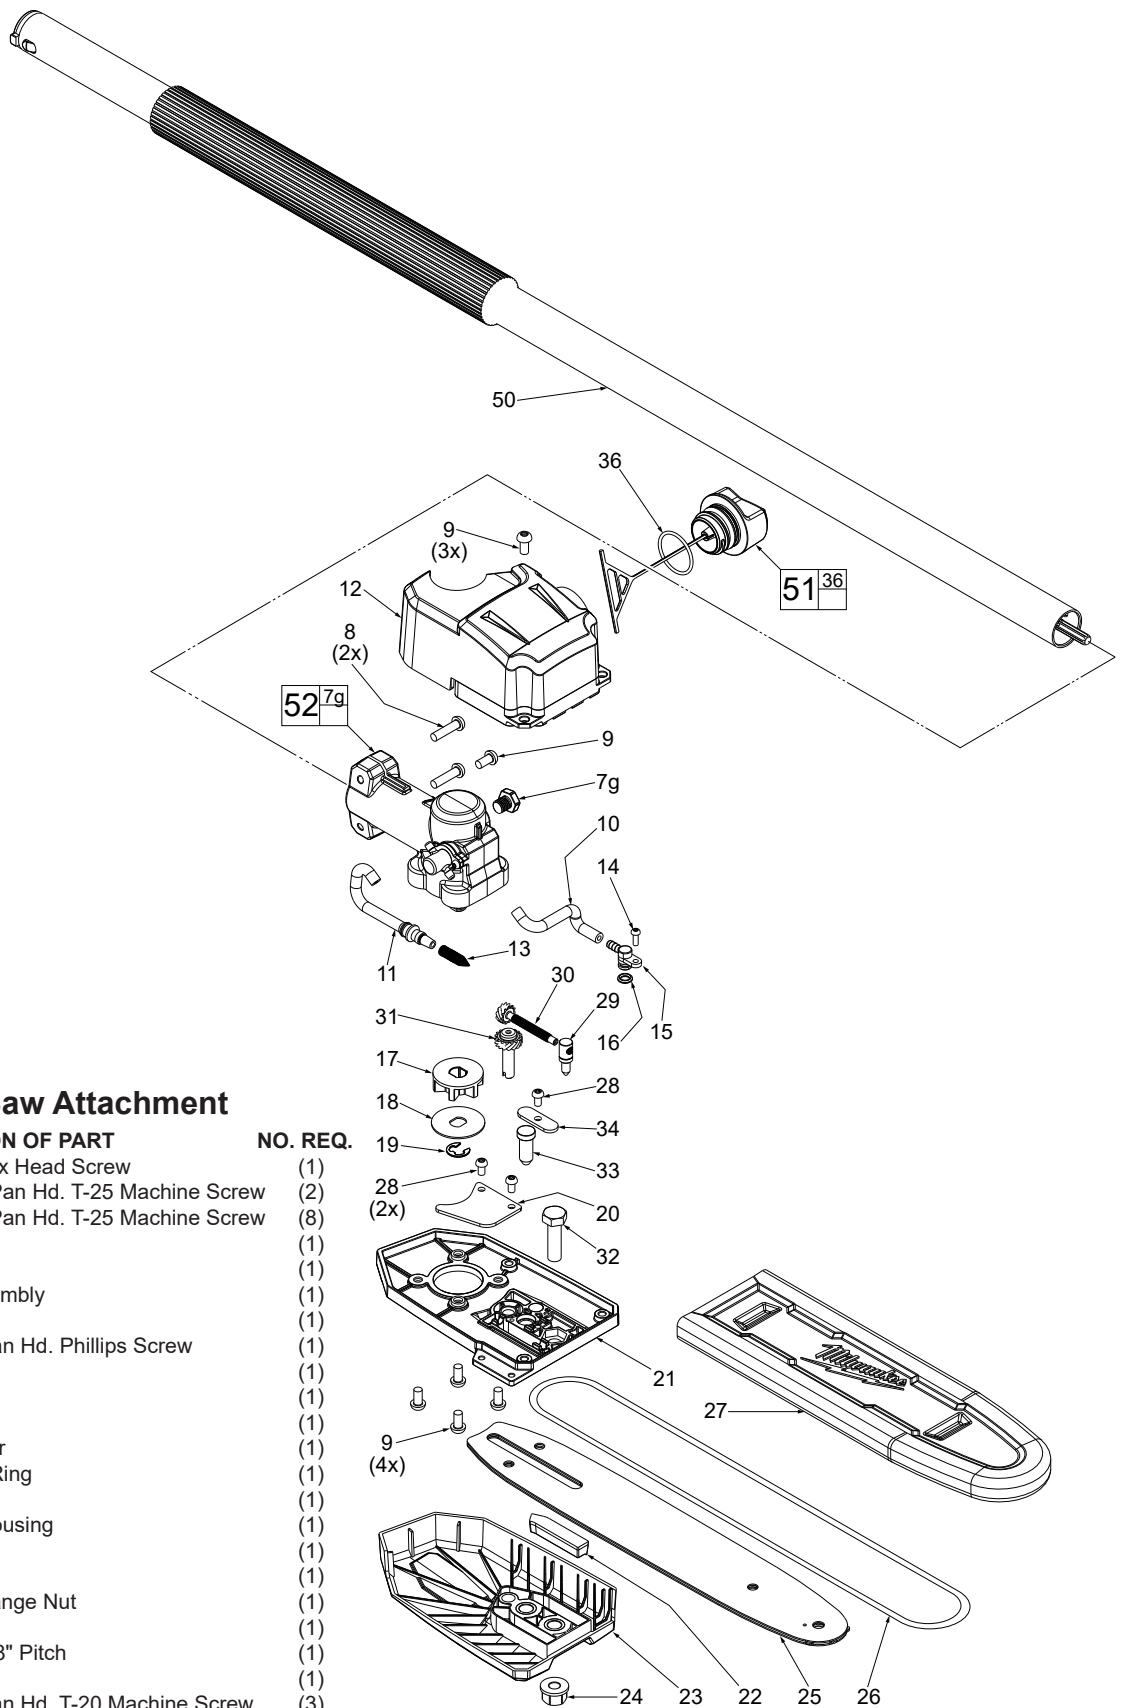 50
36
9
(3x)
51 36
12
8
(2x)
52 7g
9
7g
10
14
11
13
30
29
31
16
15
17
28
18
34
19
33
28
(2x)
20
32
21
27
9
(4x)
24
23
22
25
26
Milwaukee
aw Attachment
ON OF PART NO. REQ.
x Head Screw (1)
Pan Hd. T-25 Machine Screw (2)
Pan Hd. T-25 Machine Screw (8)
(1)
(1)
mbly (1)
(1)
an Hd. Phillips Screw (1)
(1)
(1)
(1)
r (1)
Ring (1)
(1)
ousing (1)
(1)
(1)
ange Nut (1)
(1)
8" Pitch (1)
(1)
an Hd. T-20 Machine Screw (3)